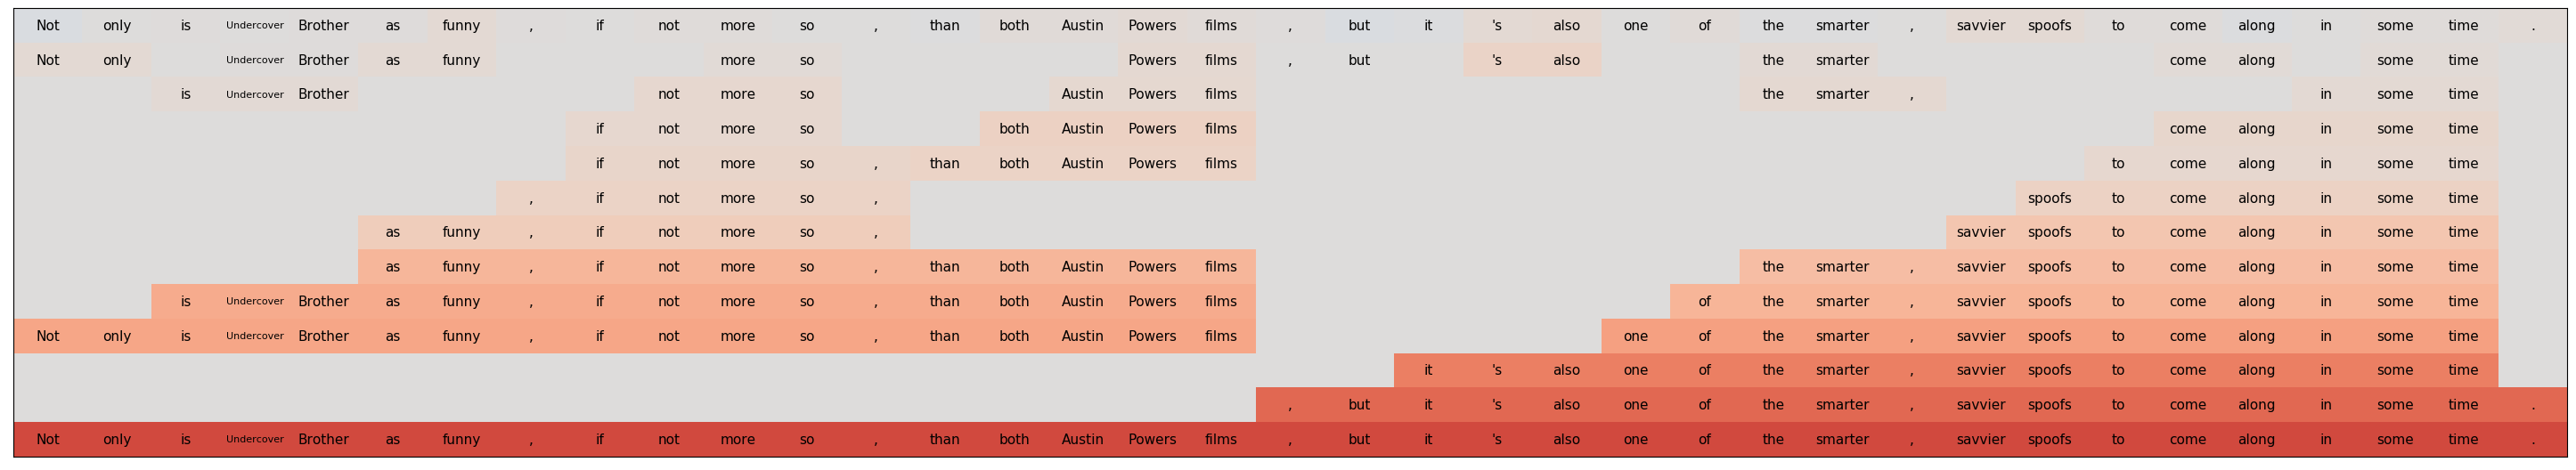 Not only is Undercover Brother as funny , if not more so , than both Austin Powers films , but it 's also one of the smarter , savvier spoofs to come along in some time .
Not only Undercover Brother as funny more so Powers films , but 's also the smarter come along some time
is Undercover Brother not more so Austin Powers films the smarter , in some time
if not more so both Austin Powers films come along in some time
if not more so , than both Austin Powers films to come along in some time
, if not more so , spoofs to come along in some time
as funny , if not more so , savvier spoofs to come along in some time
as funny , if not more so , than both Austin Powers films the smarter , savvier spoofs to come along in some time
is Undercover Brother as funny , if not more so , than both Austin Powers films of the smarter , savvier spoofs to come along in some time
Not only is Undercover Brother as funny , if not more so , than both Austin Powers films one of the smarter , savvier spoofs to come along in some time
it 's also one of the smarter , savvier spoofs to come along in some time
, but it 's also one of the smarter , savvier spoofs to come along in some time .
Not only is Undercover Brother as funny , if not more so , than both Austin Powers films , but it 's also one of the smarter , savvier spoofs to come along in some time .